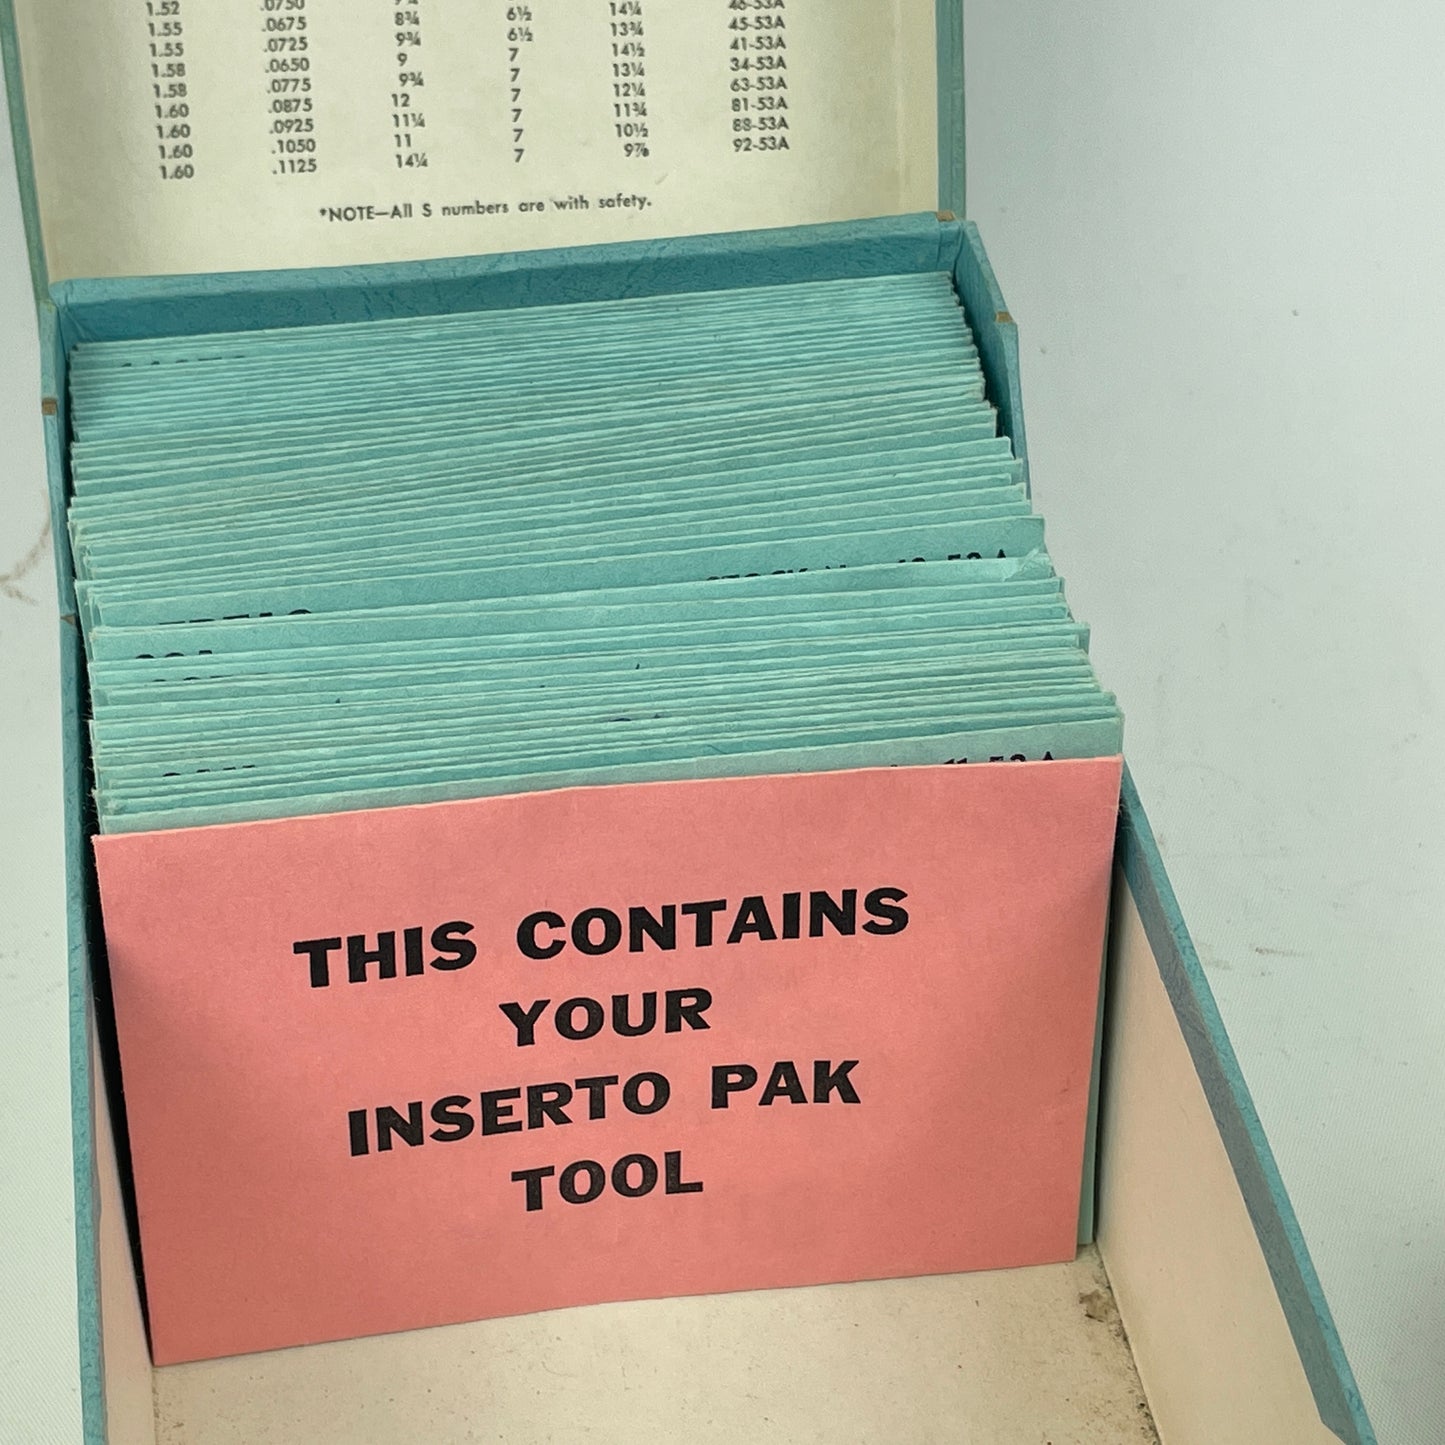 1.52 .0750 6½ 14¼ 46-53A
1.55 .0675 8¾ 6½ 13¾ 45-53A
1.55 .0725 9¾ 7 14½ 41-53A
1.58 .0650 9 7 13¼ 34-53A
1.58 .0775 9¾ 7 12¼ 63-53A
1.60 .0875 12 7 11¾ 81-53A
1.60 .0925 11¼ 7 10½ 88-53A
1.60 .1050 11 7 9⅞ 92-53A
1.60 .1125 14¼
*NOTE—All S numbers are with safety.
THIS CONTAINS
YOUR
INSERTO PAK
TOOL